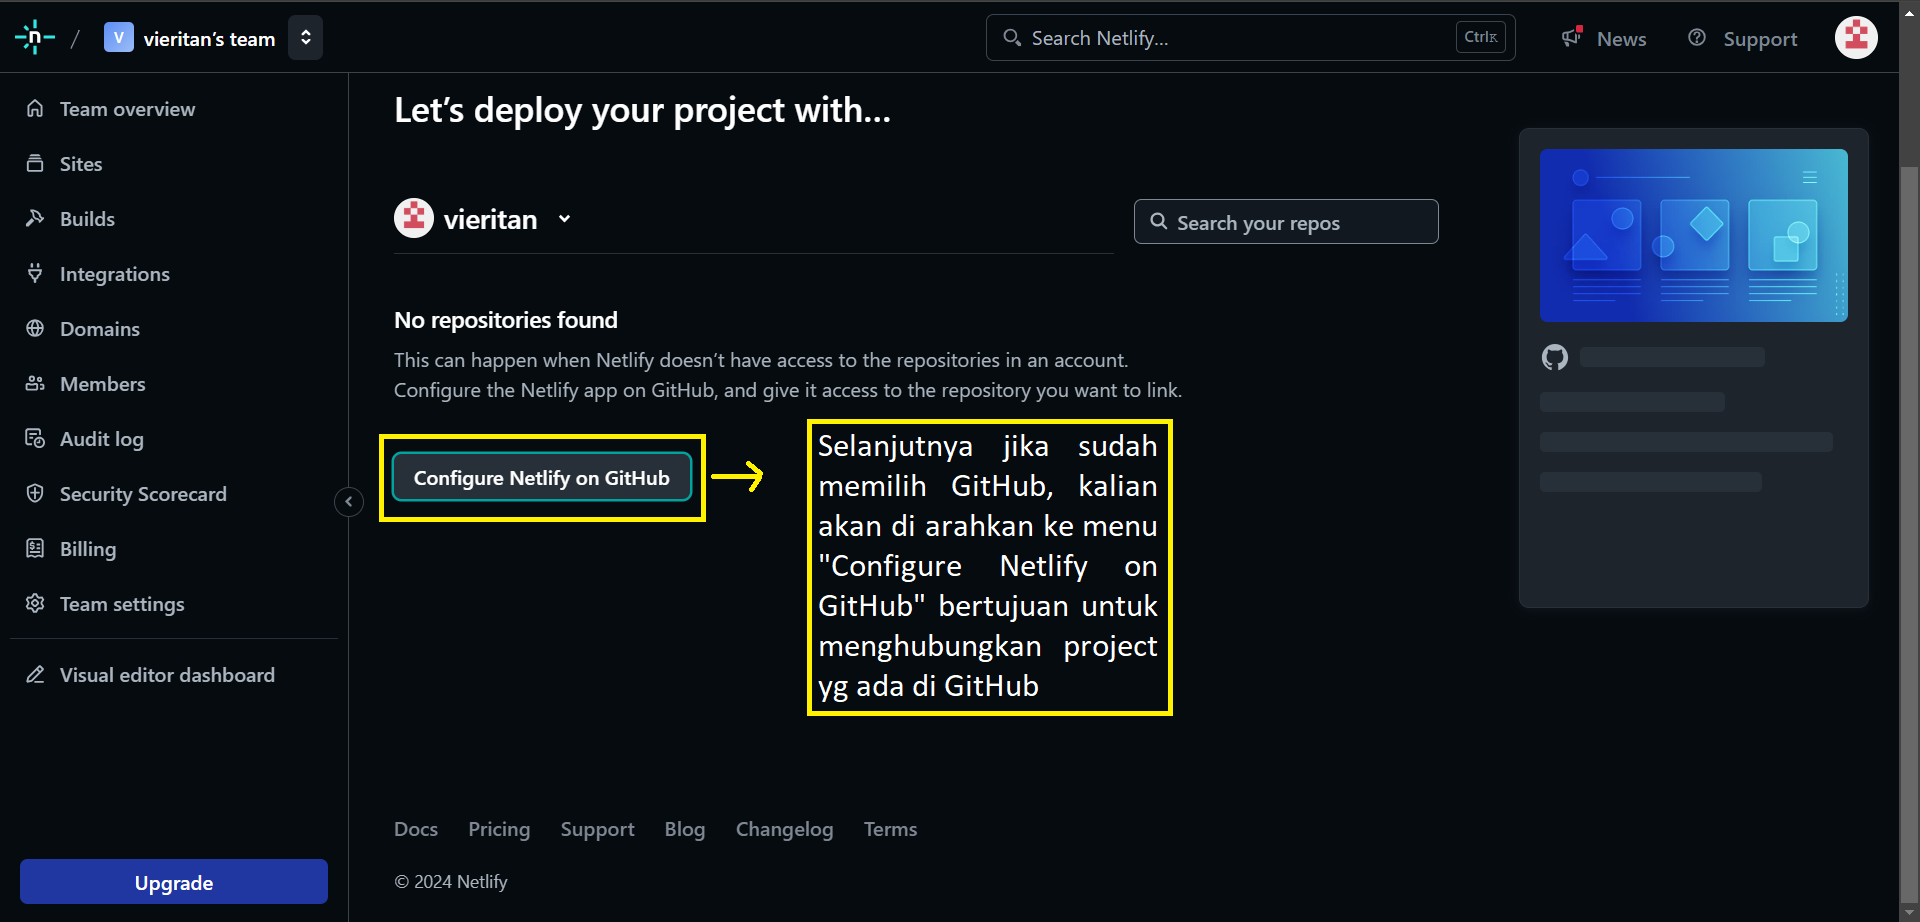 n / V vieritan's team
Search Netlify... Ctrl K
News
Support
Team overview
Sites
Builds
Integrations
Domains
Members
Audit log
Security Scorecard
Billing
Team settings
Visual editor dashboard
Upgrade
Let's deploy your project with...
vieritan
Search your repos
No repositories found
This can happen when Netlify doesn't have access to the repositories in an account.
Configure the Netlify app on GitHub, and give it access to the repository you want to link.
Configure Netlify on GitHub
Selanjutnya jika sudah
memilih GitHub, kalian
akan di arahkan ke menu
"Configure Netlify on
GitHub" bertujuan untuk
menghubungkan project
yg ada di GitHub
Docs Pricing Support Blog Changelog Terms
© 2024 Netlify